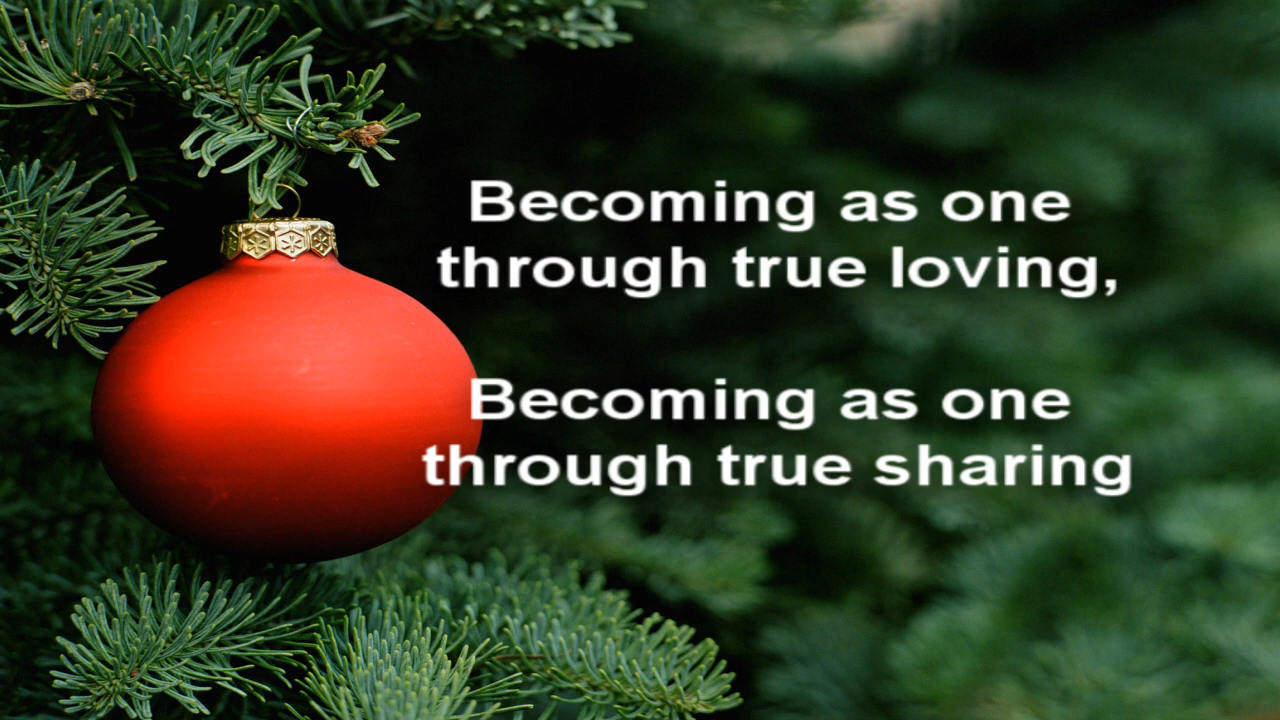 Becoming as one
through true loving,
Becoming as one
through true sharing